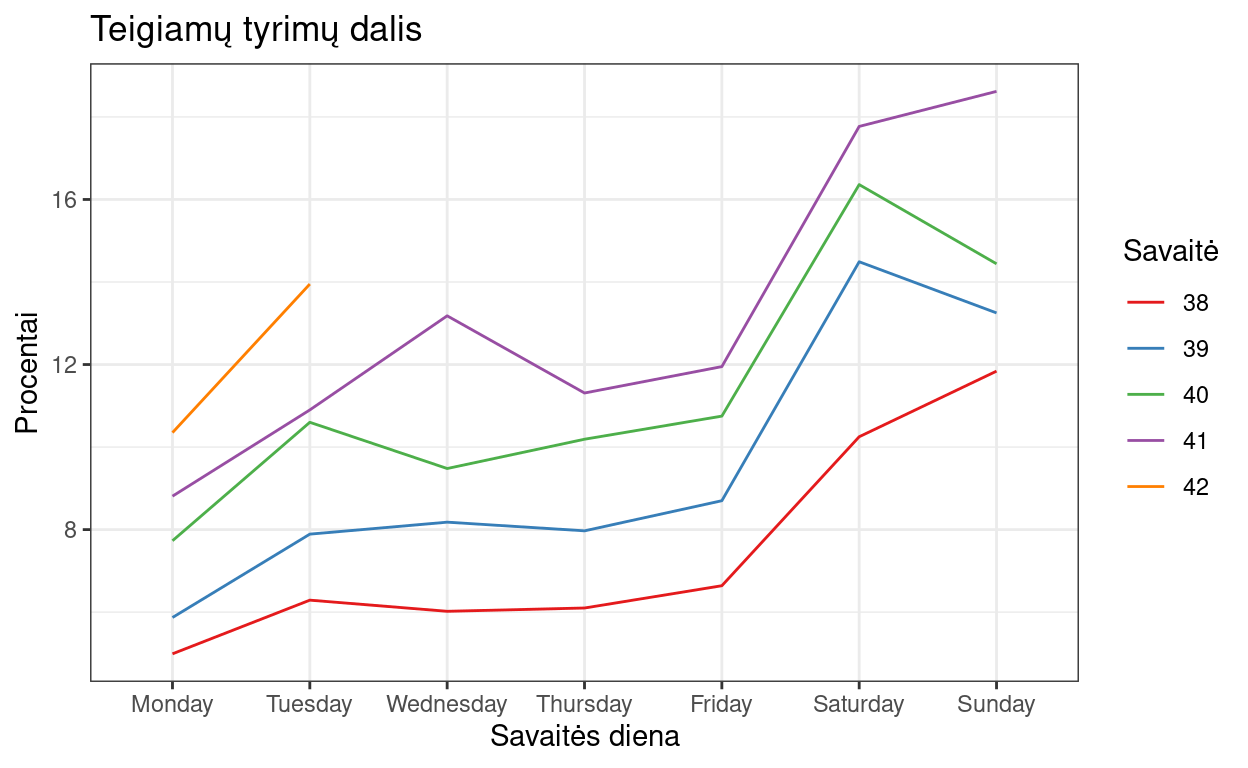 Teigiamų tyrimų dalis
Procentai
16
12
8
Monday Tuesday Wednesday Thursday Friday Saturday Sunday
Savaitės diena
Savaitė
38
39
40
41
42